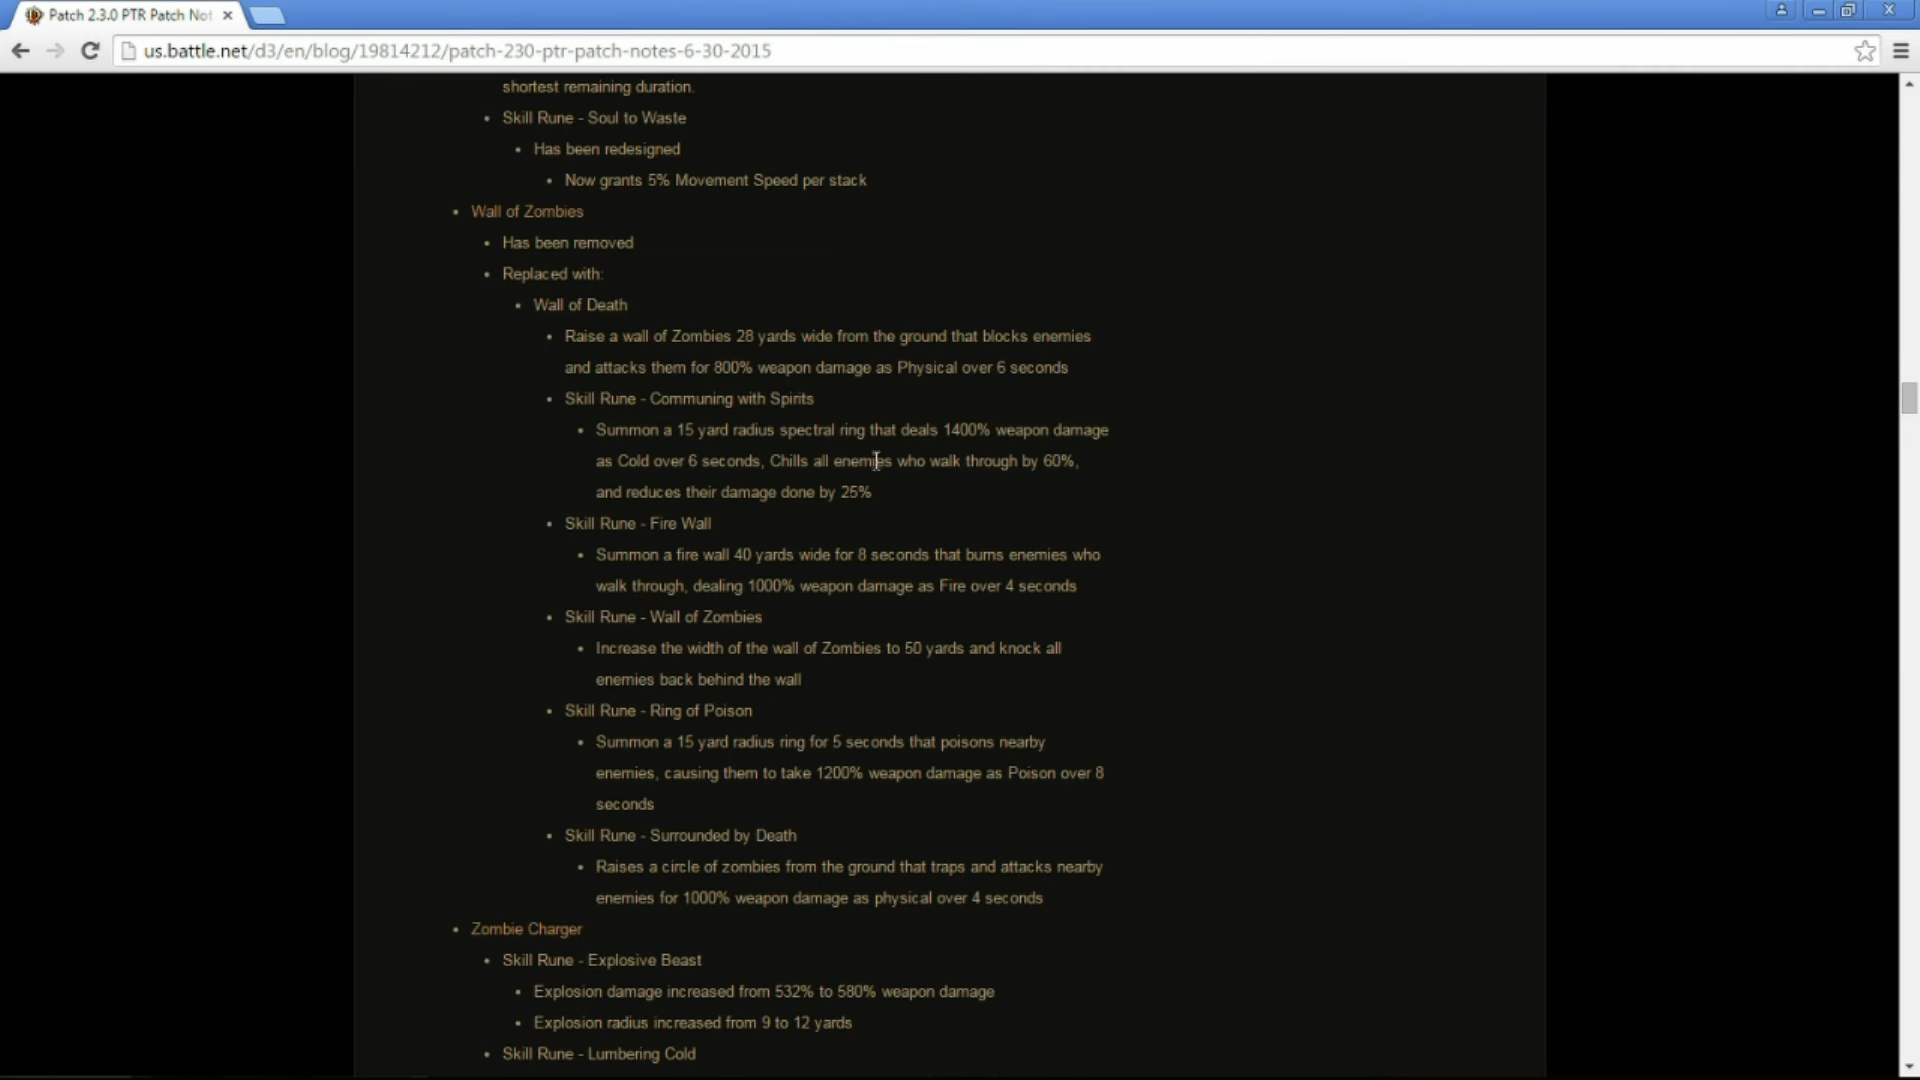 Patch 2.3.0 PTR Patch Not
us.battle.net/d3/en/blog/19814212/patch-230-ptr-patch-notes-6-30-2015
shortest remaining duration.
Skill Rune - Soul to Waste
Has been redesigned
Now grants 5% Movement Speed per stack
Wall of Zombies
Has been removed
Replaced with:
Wall of Death
Raise a wall of Zombies 28 yards wide from the ground that blocks enemies
and attacks them for 800% weapon damage as Physical over 6 seconds
Skill Rune - Communing with Spirits
Summon a 15 yard radius spectral ring that deals 1400% weapon damage
as Cold over 6 seconds, Chills all enemies who walk through by 60%,
and reduces their damage done by 25%
Skill Rune - Fire Wall
Summon a fire wall 40 yards wide for 8 seconds that burns enemies who
walk through, dealing 1000% weapon damage as Fire over 4 seconds
Skill Rune - Wall of Zombies
Increase the width of the wall of Zombies to 50 yards and knock all
enemies back behind the wall
Skill Rune - Ring of Poison
Summon a 15 yard radius ring for 5 seconds that poisons nearby
enemies, causing them to take 1200% weapon damage as Poison over 8
seconds
Skill Rune - Surrounded by Death
Raises a circle of zombies from the ground that traps and attacks nearby
enemies for 1000% weapon damage as physical over 4 seconds
Zombie Charger
Skill Rune - Explosive Beast
Explosion damage increased from 532% to 580% weapon damage
Explosion radius increased from 9 to 12 yards
Skill Rune - Lumbering Cold